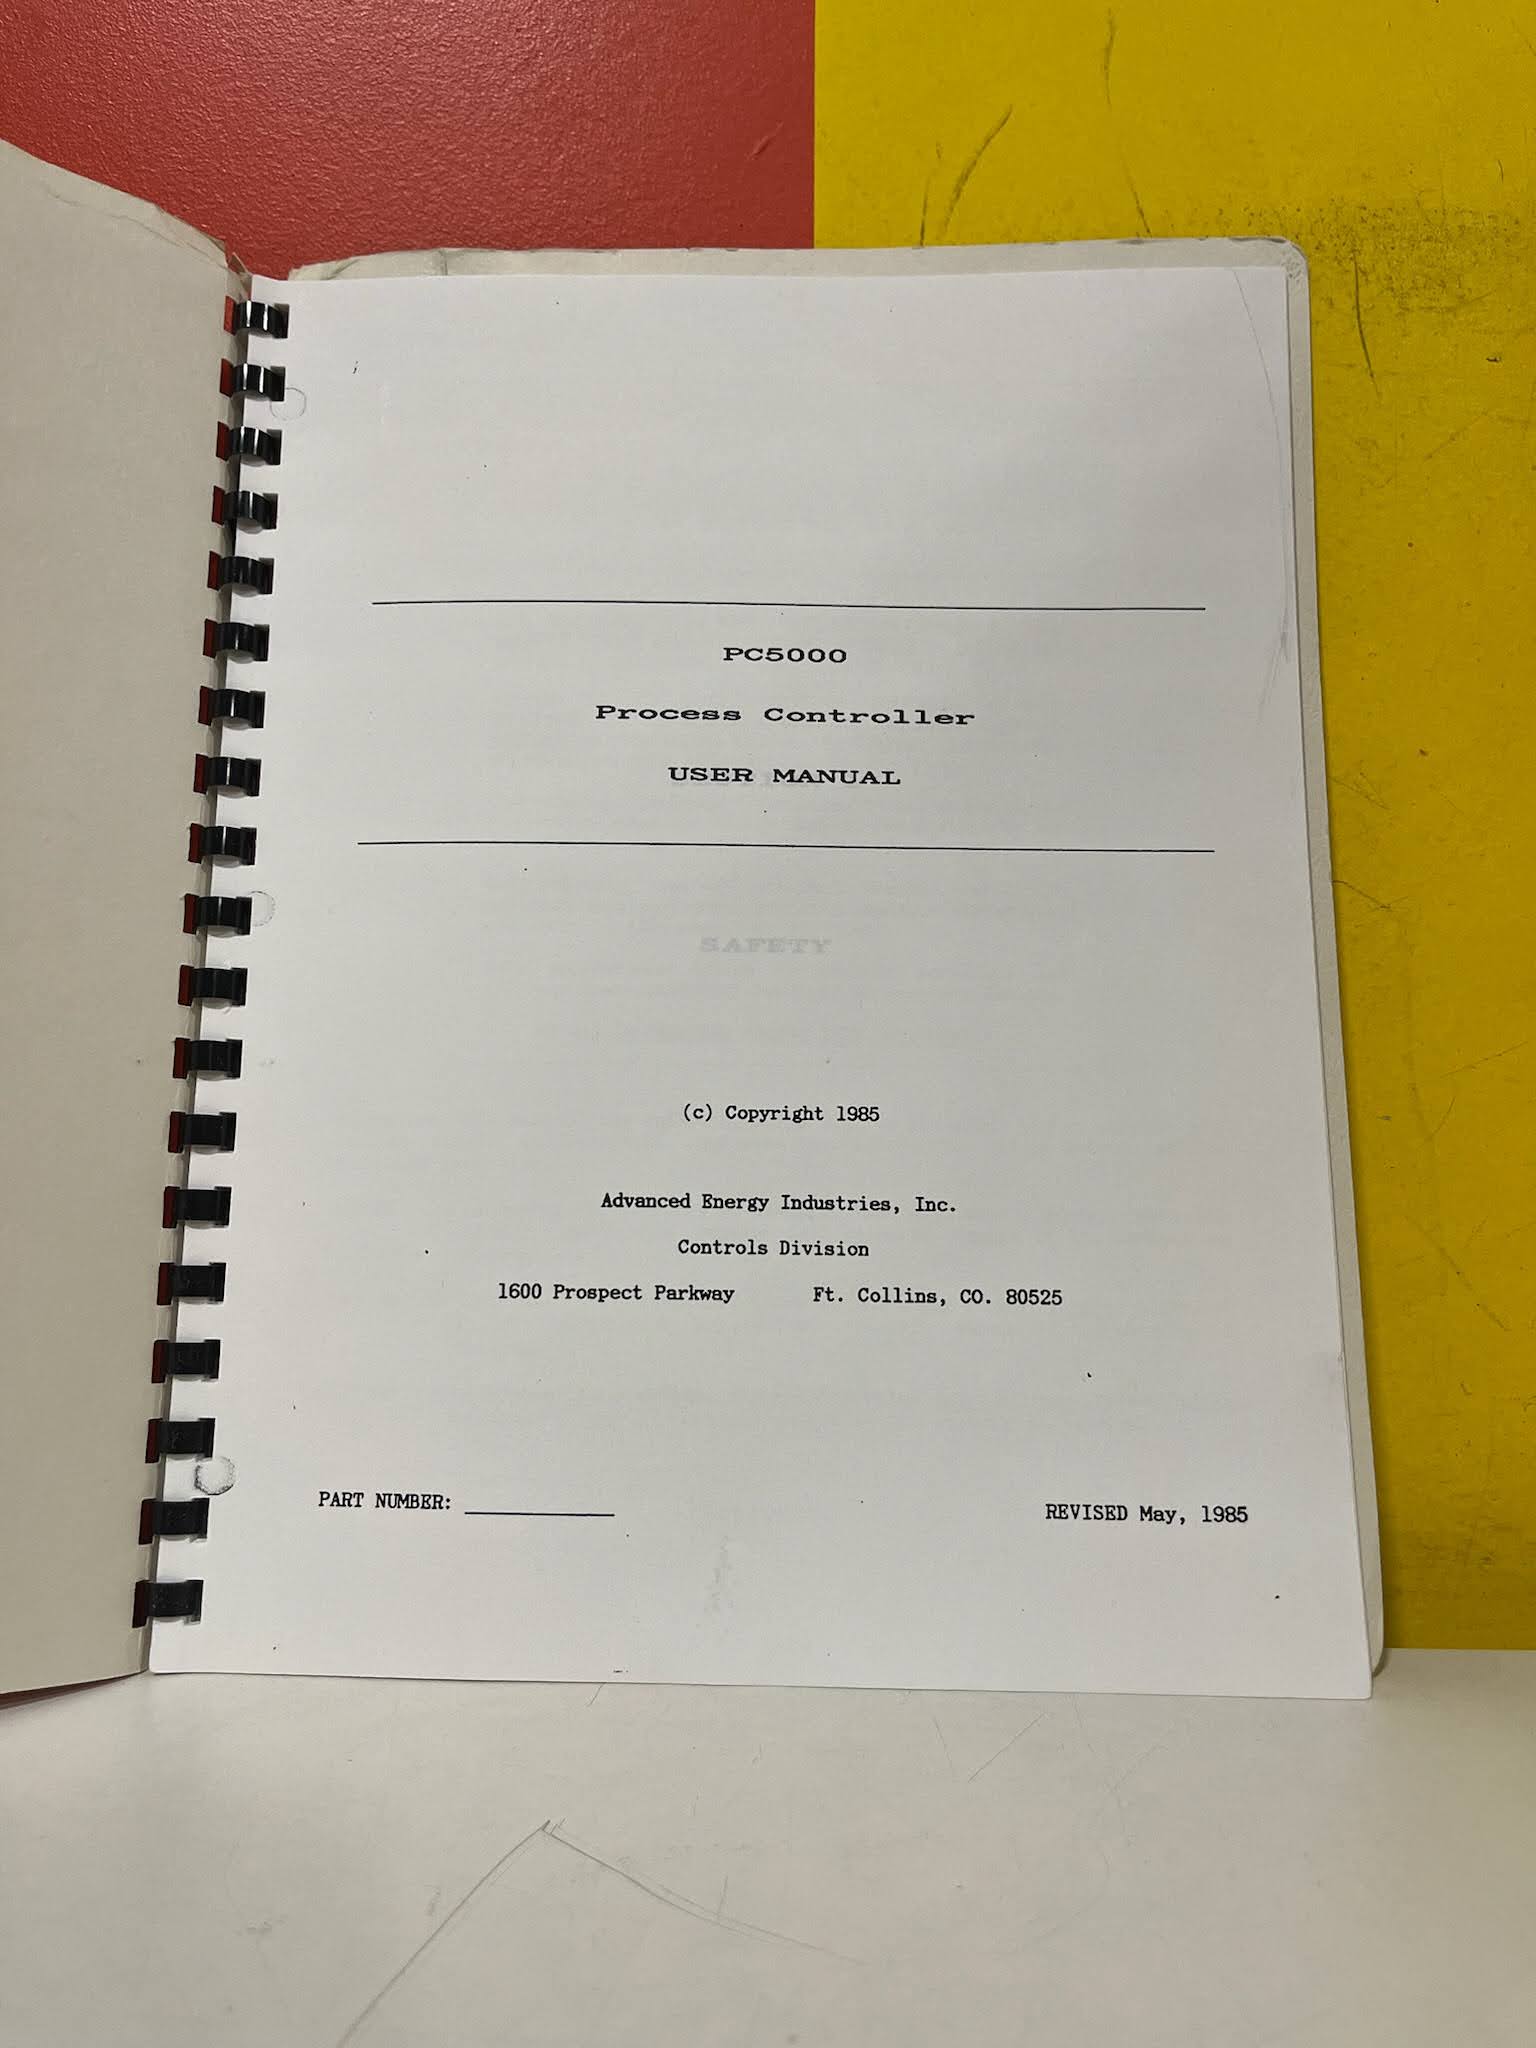 PC5000
Process Controller
USER MANUAL
SAFETY
(c) Copyright 1985
Advanced Energy Industries, Inc.
Controls Division
1600 Prospect Parkway Ft. Collins, CO. 80525
PART NUMBER: ____________
REVISED May, 1985